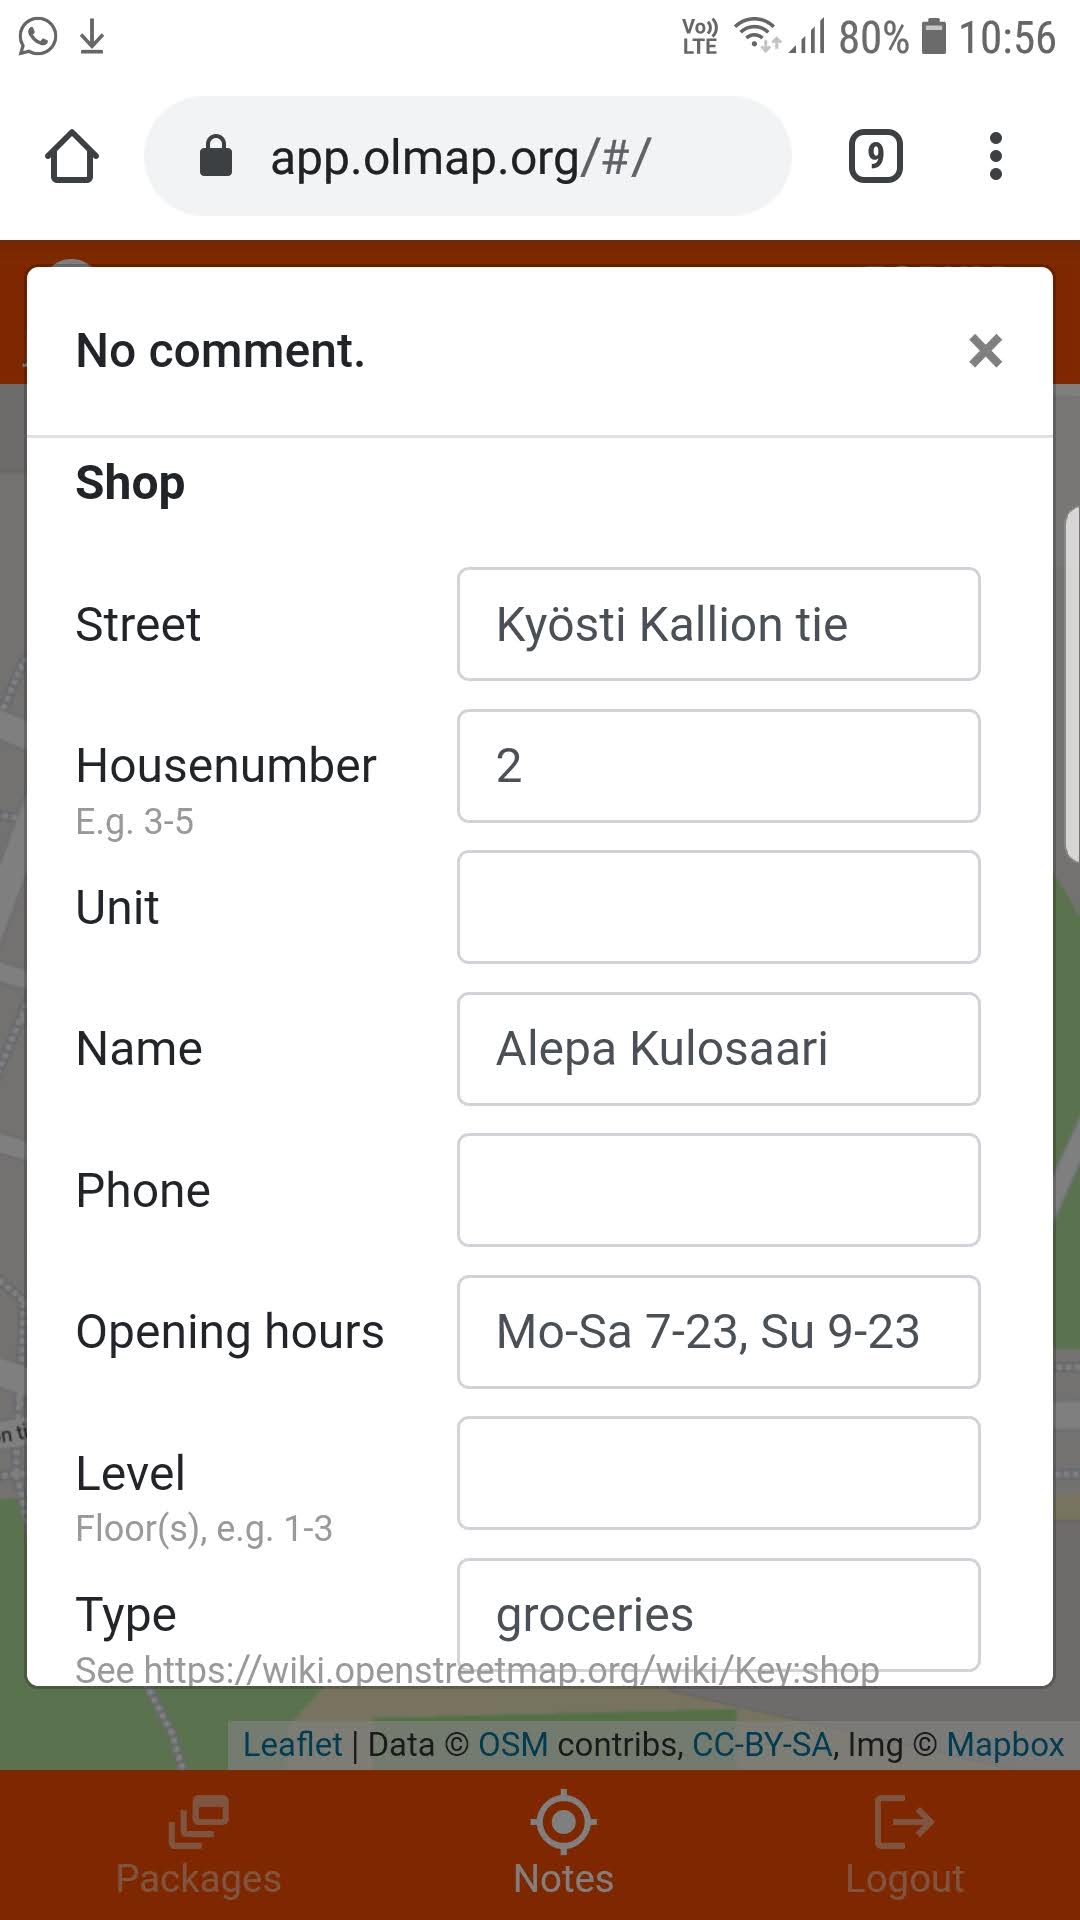 Vo))
LTE
80%
10:56
app.olmap.org/#/
9
No comment.
Shop
Street
Kyösti Kallion tie
Housenumber
2
E.g. 3-5
Unit
Name
Alepa Kulosaari
Phone
Opening hours
Mo-Sa 7-23, Su 9-23
Level
Floor(s), e.g. 1-3
Type
groceries
See https://wiki.openstreetmap.org/wiki/Key:shop
Leaflet | Data © OSM contribs, CC-BY-SA, Img © Mapbox
Packages
Notes
Logout